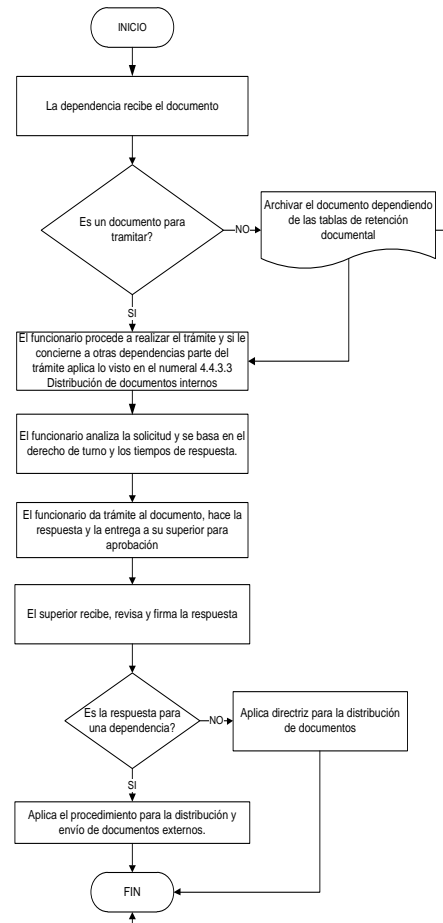 INICIO
La dependencia recibe el documento
Es un documento para
tramitar?
NO
Archivar el documento dependiendo
de las tablas de retención
documental
SI
El funcionario procede a realizar el trámite y si le
concierne a otras dependencias parte del
trámite aplica lo visto en el numeral 4.4.3.3
Distribución de documentos internos
El funcionario analiza la solicitud y se basa en el
derecho de turno y los tiempos de respuesta.
El funcionario da trámite al documento, hace la
respuesta y la entrega a su superior para
aprobación
El superior recibe, revisa y firma la respuesta
Es la respuesta para
una dependencia?
NO
Aplica directriz para la distribución
de documentos
SI
Aplica el procedimiento para la distribución y
envío de documentos externos.
FIN